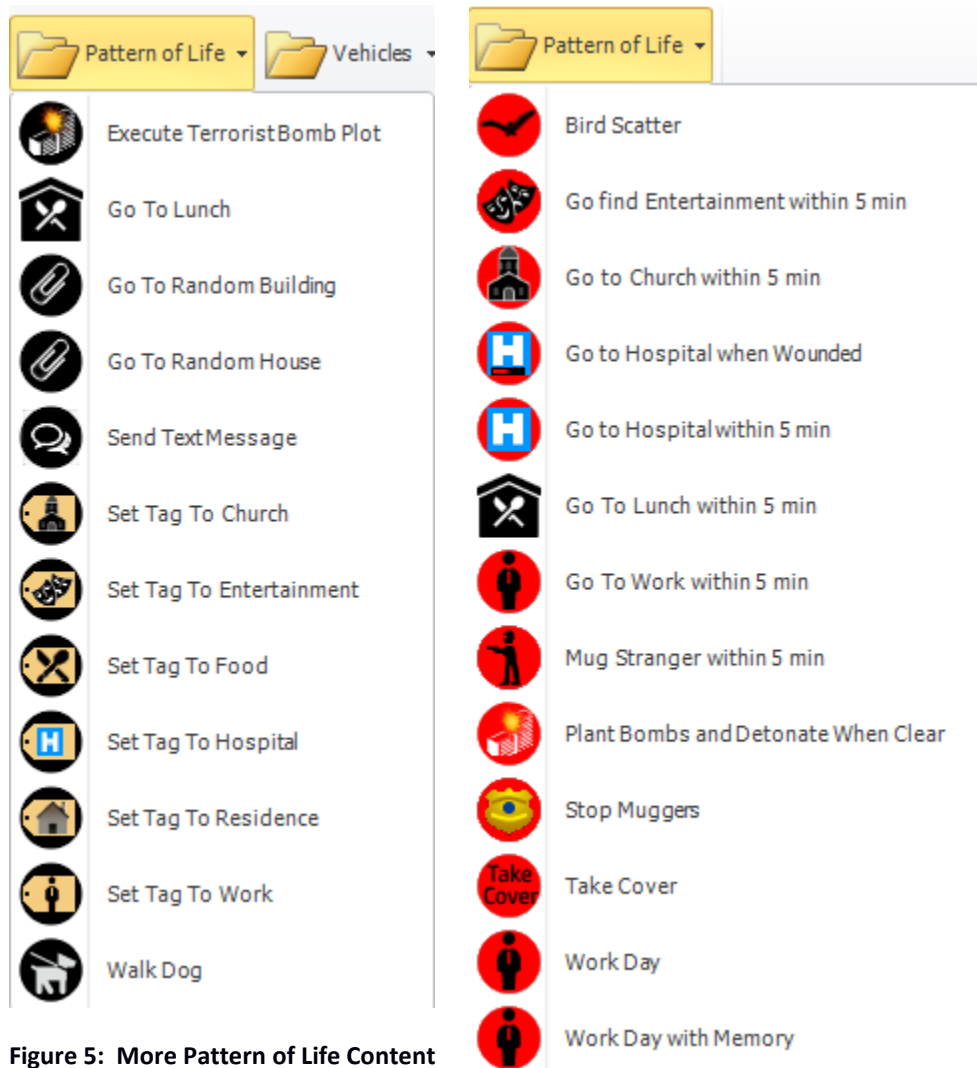 Pattern of Life
Vehicles
Execute Terrorist Bomb Plot
Go To Lunch
Go To Random Building
Go To Random House
Send Text Message
Set Tag To Church
Set Tag To Entertainment
Set Tag To Food
H
Set Tag To Hospital
Set Tag To Residence
Set Tag To Work
Walk Dog
Figure 5:  More Pattern of Life Content
Pattern of Life
Bird Scatter
Go find Entertainment within 5 min
Go to Church within 5 min
H
Go to Hospital when Wounded
H
Go to Hospital within 5 min
Go To Lunch within 5 min
Go To Work within 5 min
Mug Stranger within 5 min
Plant Bombs and Detonate When Clear
Stop Muggers
Take
Cover
Take Cover
Work Day
Work Day with Memory